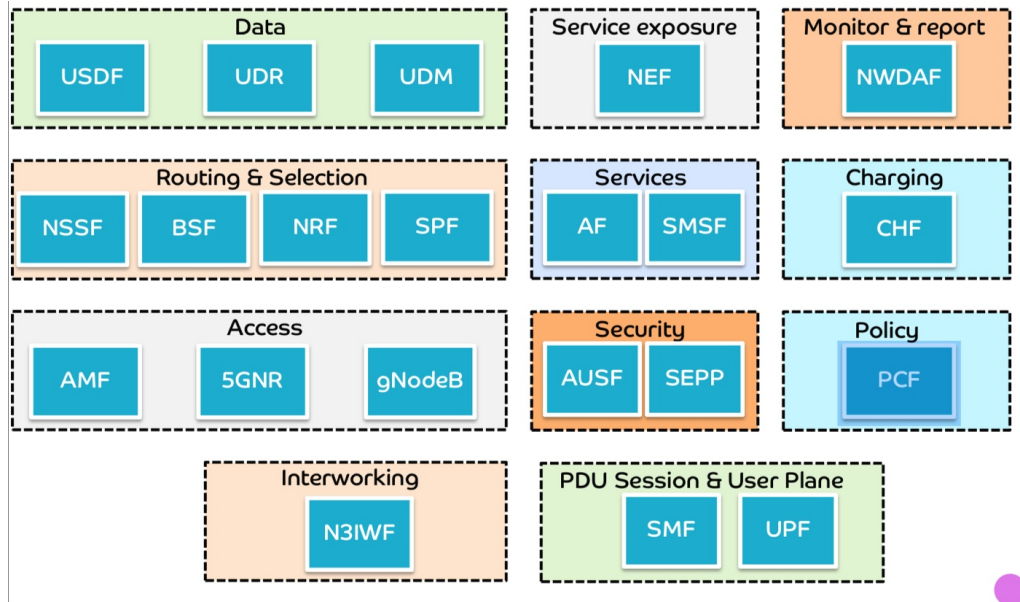 Data
USDF
UDR
UDM
Service exposure
NEF
Monitor & report
NWDAF
Routing & Selection
NSSF
BSF
NRF
SPF
Services
AF
SMSF
Charging
CHF
Access
AMF
5GNR
gNodeB
Security
AUSF
SEPP
Policy
PCF
Interworking
N3IWF
PDU Session & User Plane
SMF
UPF